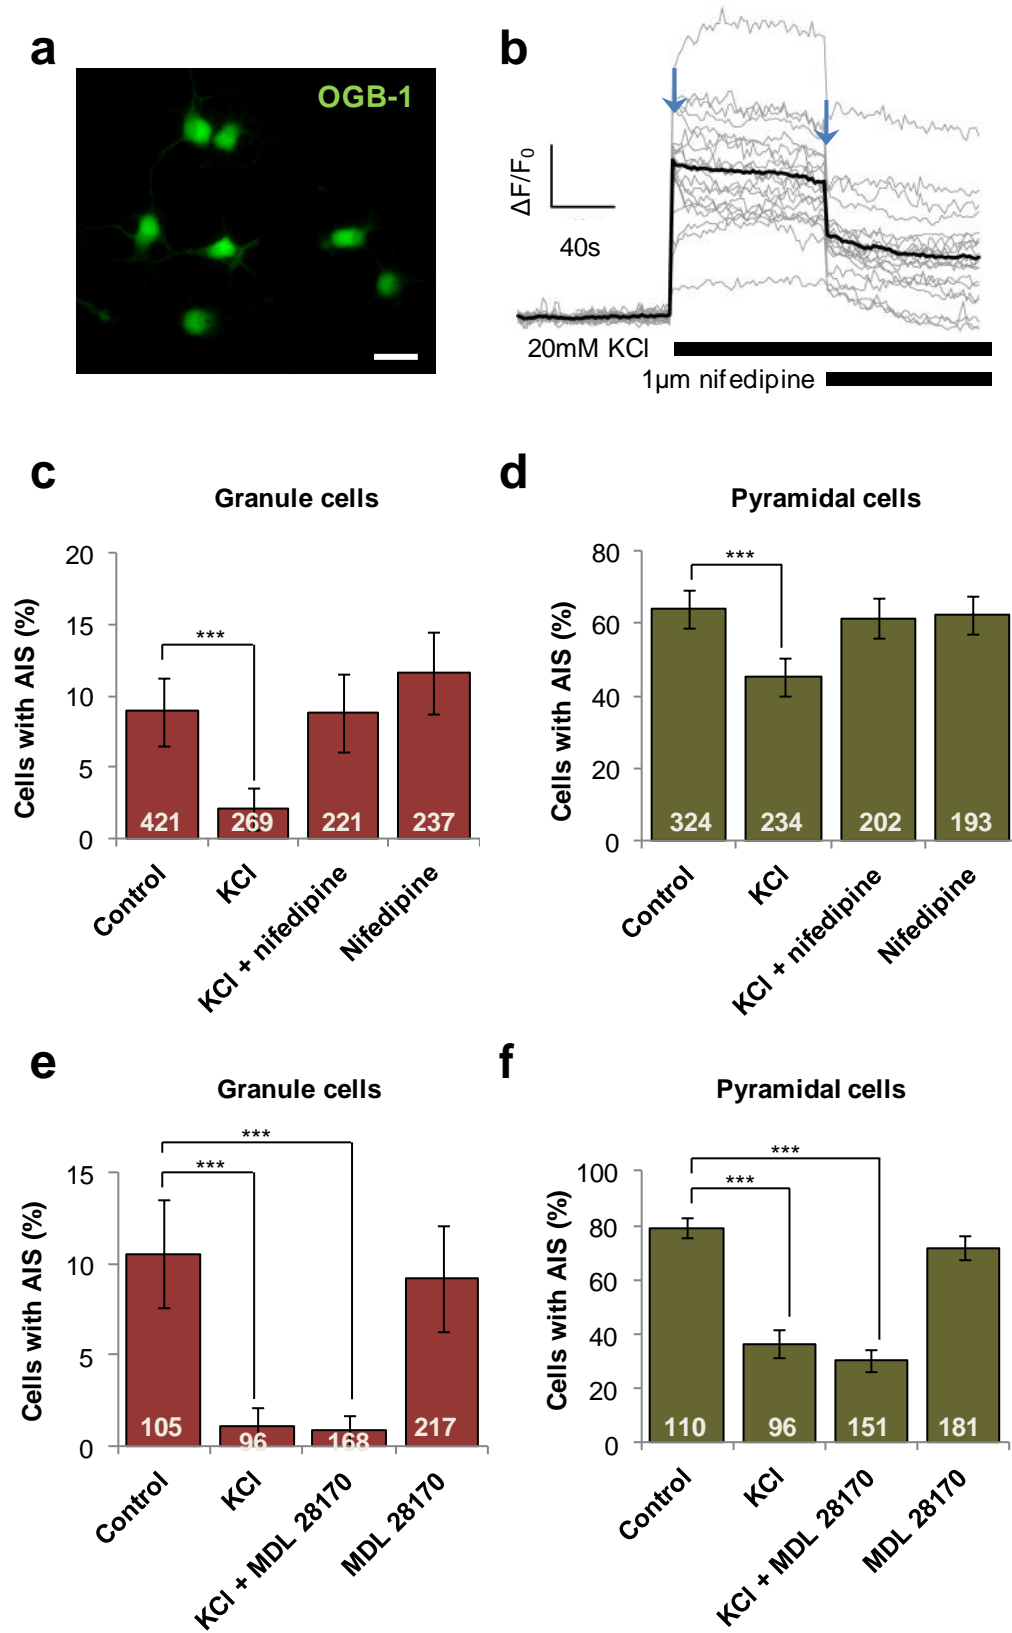 a
OGB-1
b
ΔF/F0
40s
20mM KCl
1µm nifedipine
c
Granule cells
Cells with AIS (%)
20
15
10
5
0
***
421
269
221
237
Control
KCl
KCl + nifedipine
Nifedipine
d
Pyramidal cells
Cells with AIS (%)
80
60
40
20
0
***
324
234
202
193
Control
KCl
KCl + nifedipine
Nifedipine
e
Granule cells
Cells with AIS (%)
15
10
5
0
***
***
105
96
168
217
Control
KCl
KCl + MDL 28170
MDL 28170
f
Pyramidal cells
Cells with AIS (%)
100
80
60
40
20
0
***
***
110
96
151
181
Control
KCl
KCl + MDL 28170
MDL 28170